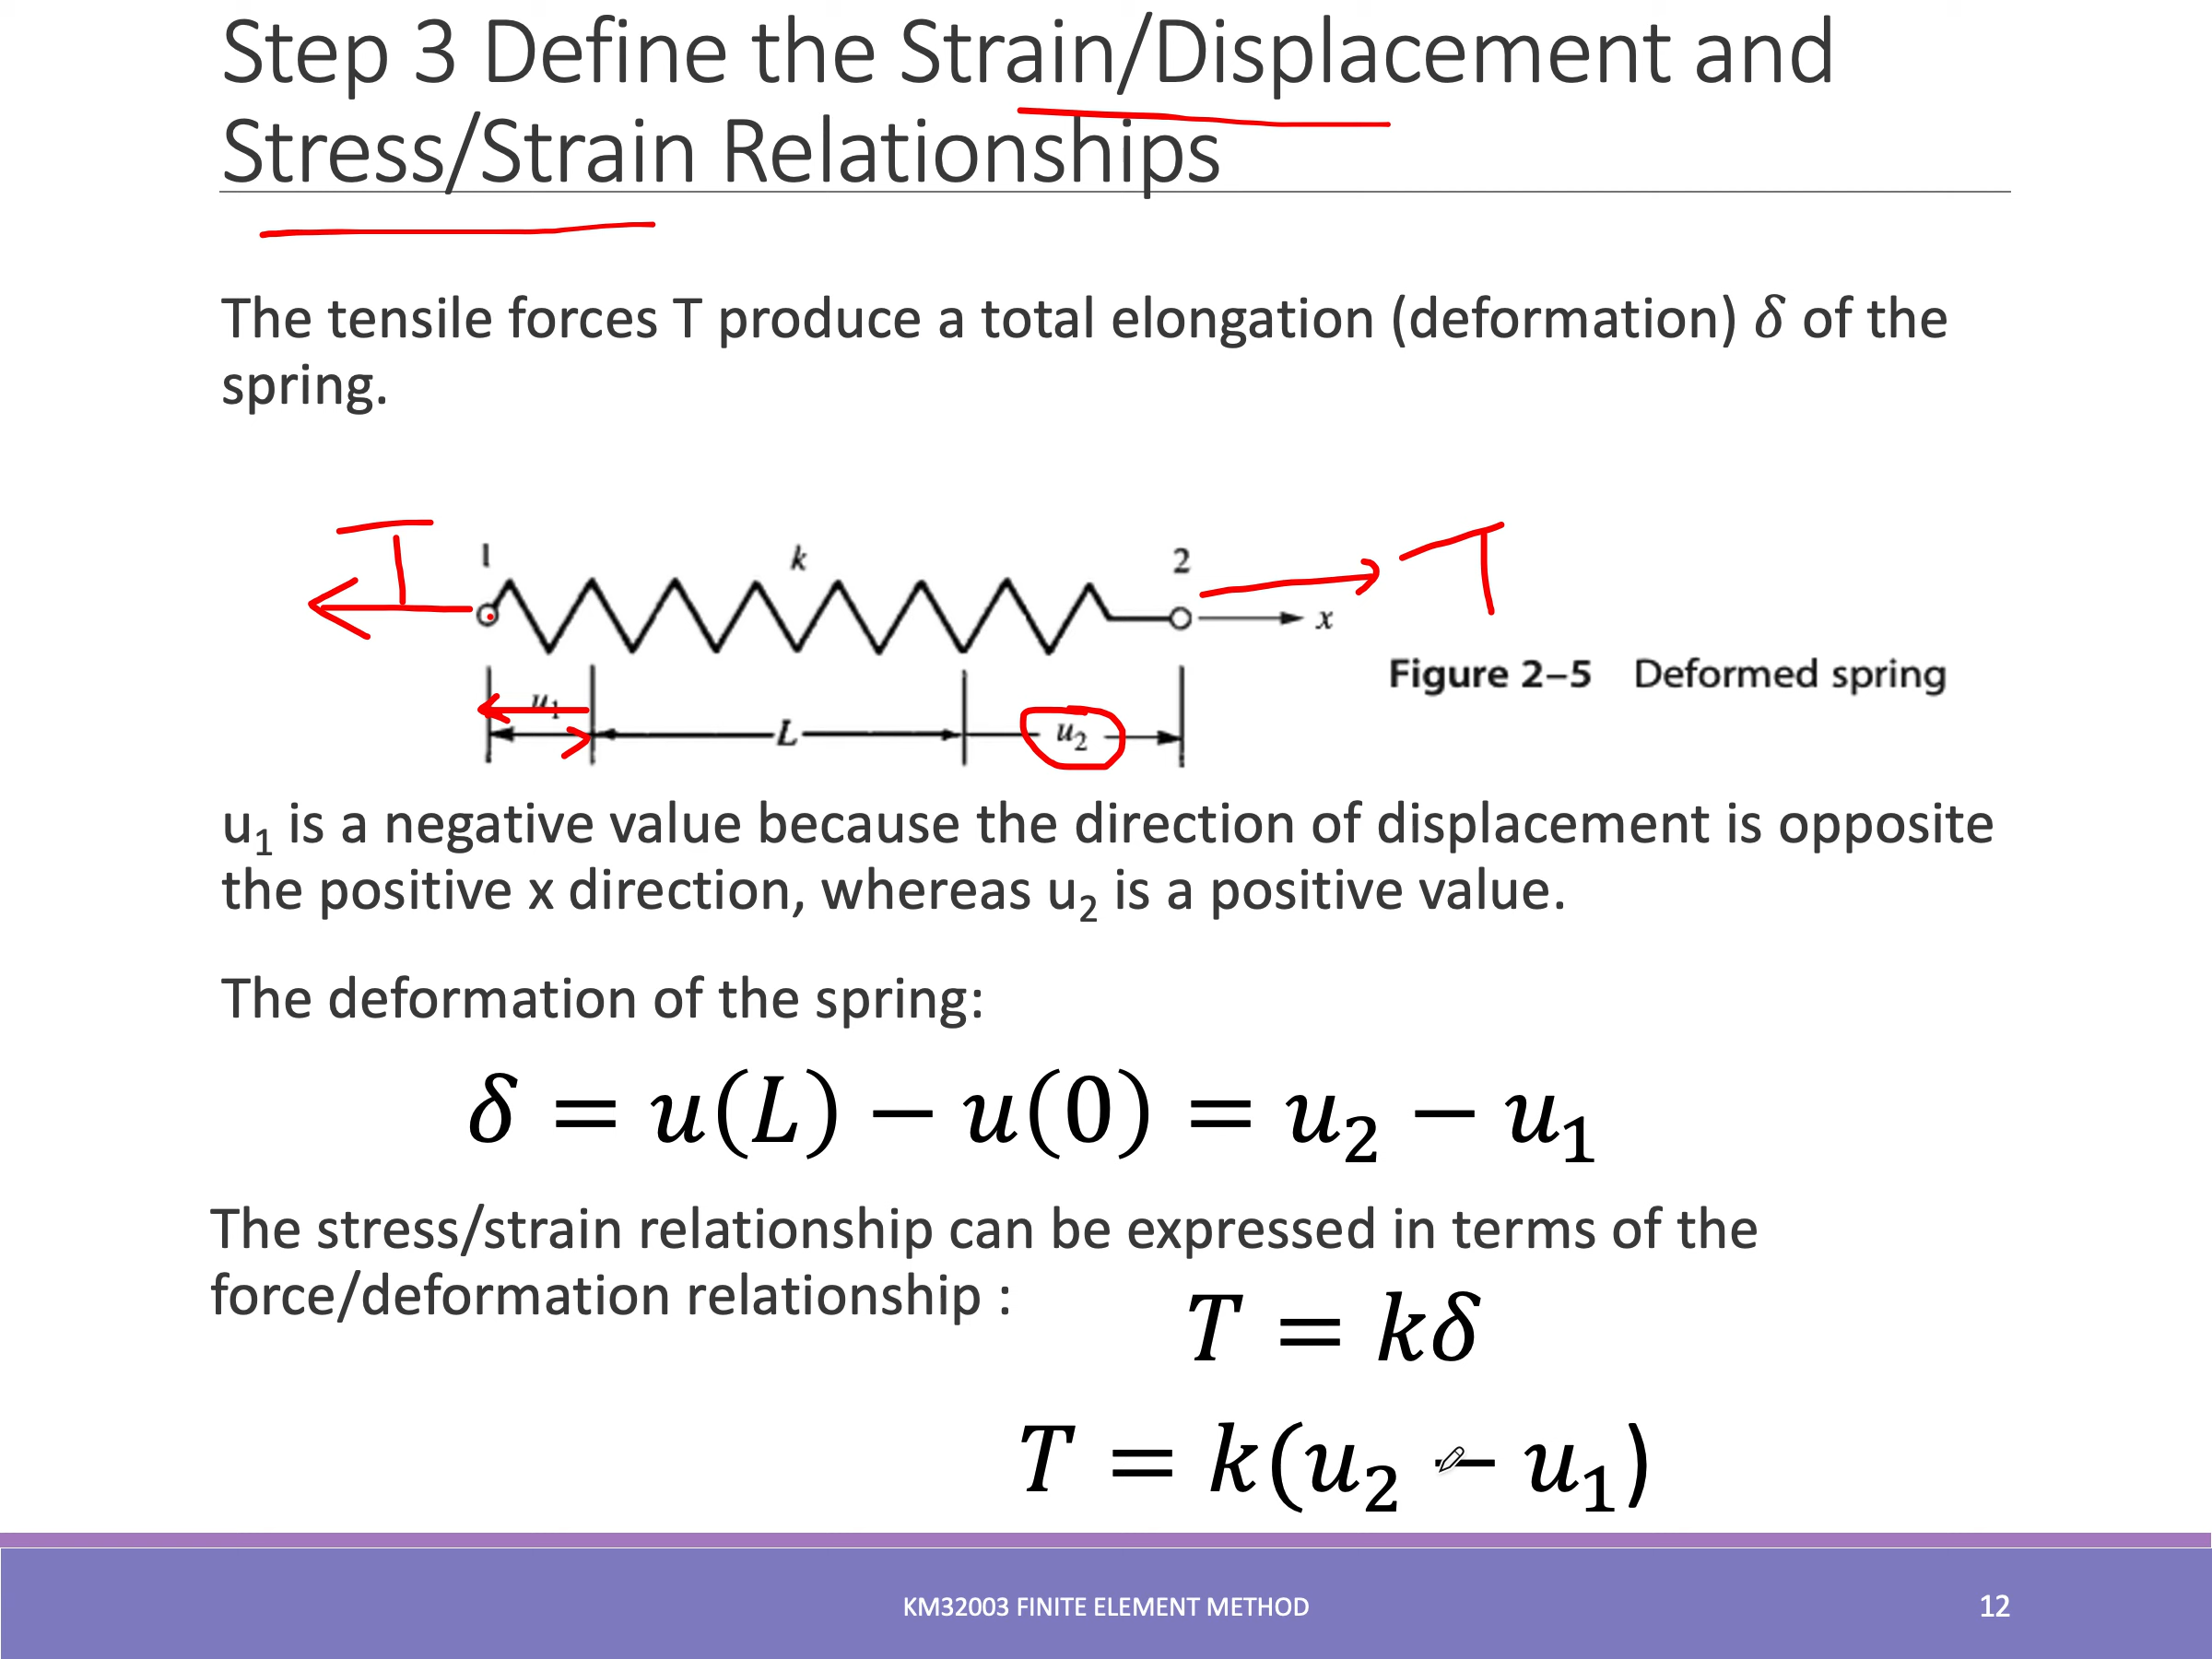 Step 3 Define the Strain/Displacement and
Stress/Strain Relationships
The tensile forces T produce a total elongation (deformation) 𝛿 of the
spring.
T
1 k 2
T
x
Figure 2–5 Deformed spring
u₁ L u₂
u₁ is a negative value because the direction of displacement is opposite
the positive x direction, whereas u₂ is a positive value.
The deformation of the spring:
𝛿 = u(L) − u(0) = u₂ − u₁
The stress/strain relationship can be expressed in terms of the
force/deformation relationship :
T = k𝛿
T = k(u₂ − u₁)
KM32003 FINITE ELEMENT METHOD
12